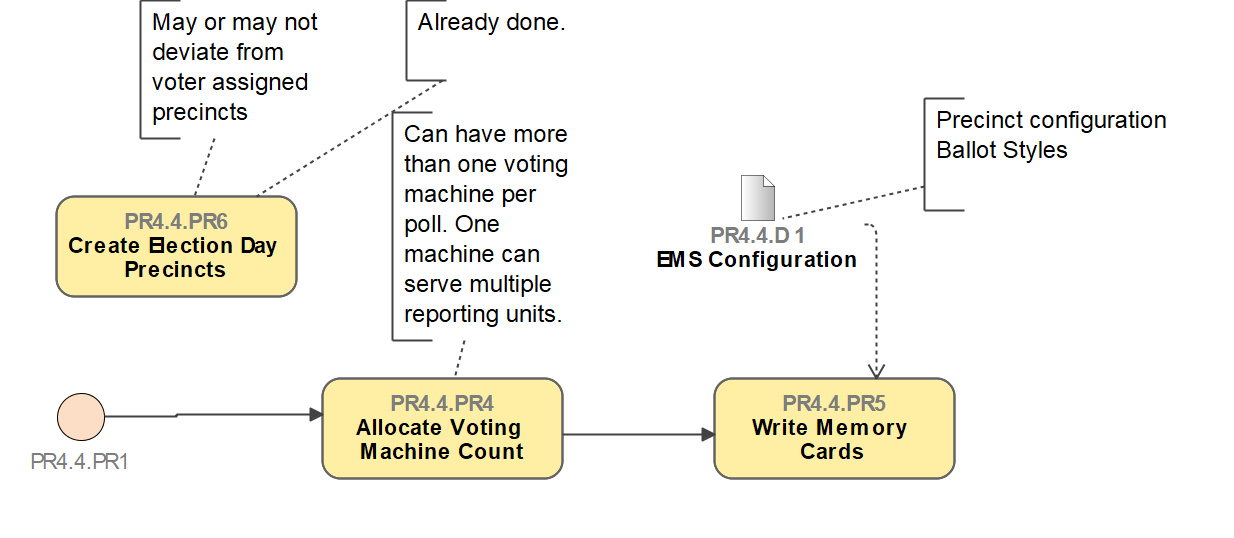 May or may not
deviate from
voter assigned
precincts
Already done.
Can have more
than one voting
machine per
poll. One
machine can
serve multiple
reporting units.
Precinct configuration
Ballot Styles
PR4.4.PR6
Create Election Day
Precincts
PR4.4.D 1
EMS Configuration
PR4.4.PR1
PR4.4.PR4
Allocate Voting
Machine Count
PR4.4.PR5
Write Memory
Cards